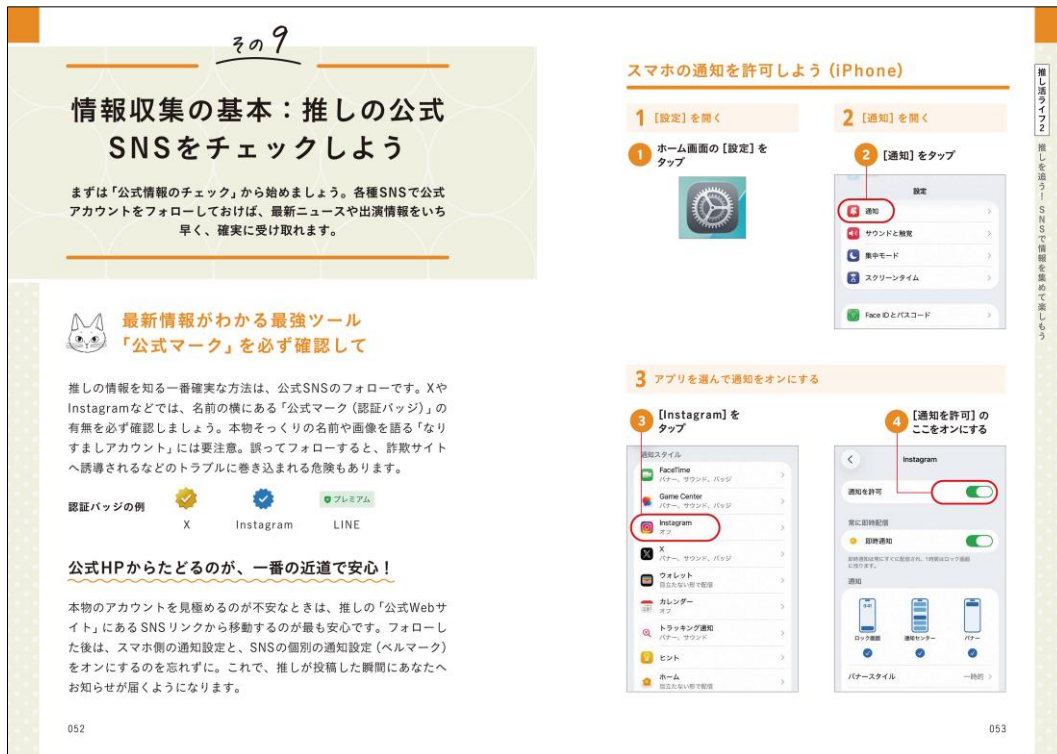 その9
情報収集の基本：推しの公式
SNSをチェックしよう
まずは「公式情報のチェック」から始めましょう。各種SNSで公式
アカウントをフォローしておけば、最新ニュースや出演情報をいち
早く、確実に受け取れます。
最新情報がわかる最強ツール
「公式マーク」を必ず確認して
推しの情報を知る一番確実な方法は、公式SNSのフォローです。Xや
Instagramなどでは、名前の横にある「公式マーク（認証バッジ）」の
有無を必ず確認しましょう。本物そっくりの名前や画像を語る「なり
すましアカウント」には要注意。誤ってフォローすると、詐欺サイト
へ誘導されるなどのトラブルに巻き込まれる危険もあります。
認証バッジの例
X
Instagram
プレミアム
LINE
公式HPからたどるのが、一番の近道で安心！
本物のアカウントを見極めるのが不安なときは、推しの「公式Webサ
イト」にあるSNSリンクから移動するのが最も安心です。フォローし
た後は、スマホ側の通知設定と、SNSの個別の通知設定（ベルマーク）
をオンにするのを忘れずに。これで、推しが投稿した瞬間にあなたへ
お知らせが届くようになります。
052
スマホの通知を許可しよう（iPhone）
1 ［設定］を開く
1 ホーム画面の［設定］を
タップ
2 ［通知］を開く
2 ［通知］をタップ
設定
通知
サウンドと触覚
集中モード
スクリーンタイム
Face IDとパスコード
3 アプリを選んで通知をオンにする
3 ［Instagram］を
タップ
通知スタイル
FaceTime
バナー、サウンド、バッジ
Game Center
バナー、サウンド、バッジ
Instagram
オフ
X
バナー、サウンド、バッジ
ウォレット
目立たない形で配信
カレンダー
オフ
トラッキング通知
バナー、サウンド
ヒント
ホーム
目立たない形で配信
4 ［通知を許可］の
ここをオンにする
Instagram
通知を許可
常に即時配信
即時通知
即時通知は常にすぐに配信され、1時間はロック画面
に残ります。
通知
ロック画面
通知センター
バナー
バナースタイル
一時的
推し活ライフ2
推しを追う！ SNSで情報を集めて楽しもう
053